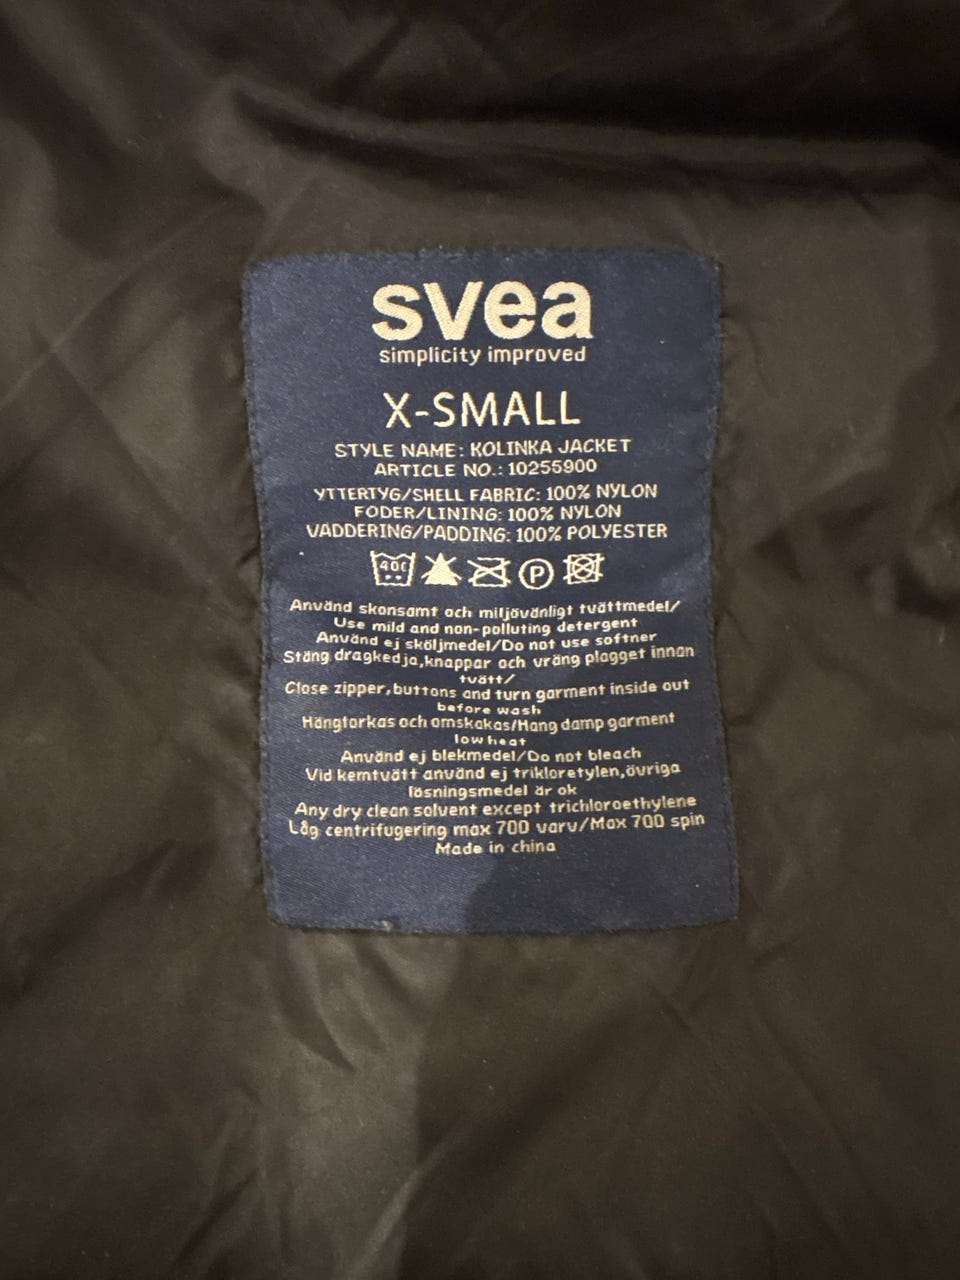 svea
simplicity improved
X-SMALL
STYLE NAME: KOLINKA JACKET
ARTICLE NO.: 10255900
YTTERTYG/SHELL FABRIC: 100% NYLON
FODER/LINING: 100% NYLON
VADDERING/PADDING: 100% POLYESTER
40 P
Använd skonsamt och miljövänligt tvättmedel/
Use mild and non-polluting detergent
Använd ej sköljmedel/Do not use softner
Stäng dragkedja,knappar och vräng plagget innan
tvätt/
Close zipper,buttons and turn garment inside out
before wash
Hängtorkas och omskakas/Hang damp garment
low heat
Använd ej blekmedel/Do not bleach
Vid kemtvätt använd ej trikloretylen,övriga
lösningsmedel är ok
Any dry clean solvent except trichloroethylene
Låg centrifugering max 700 varv/Max 700 spin
Made in china